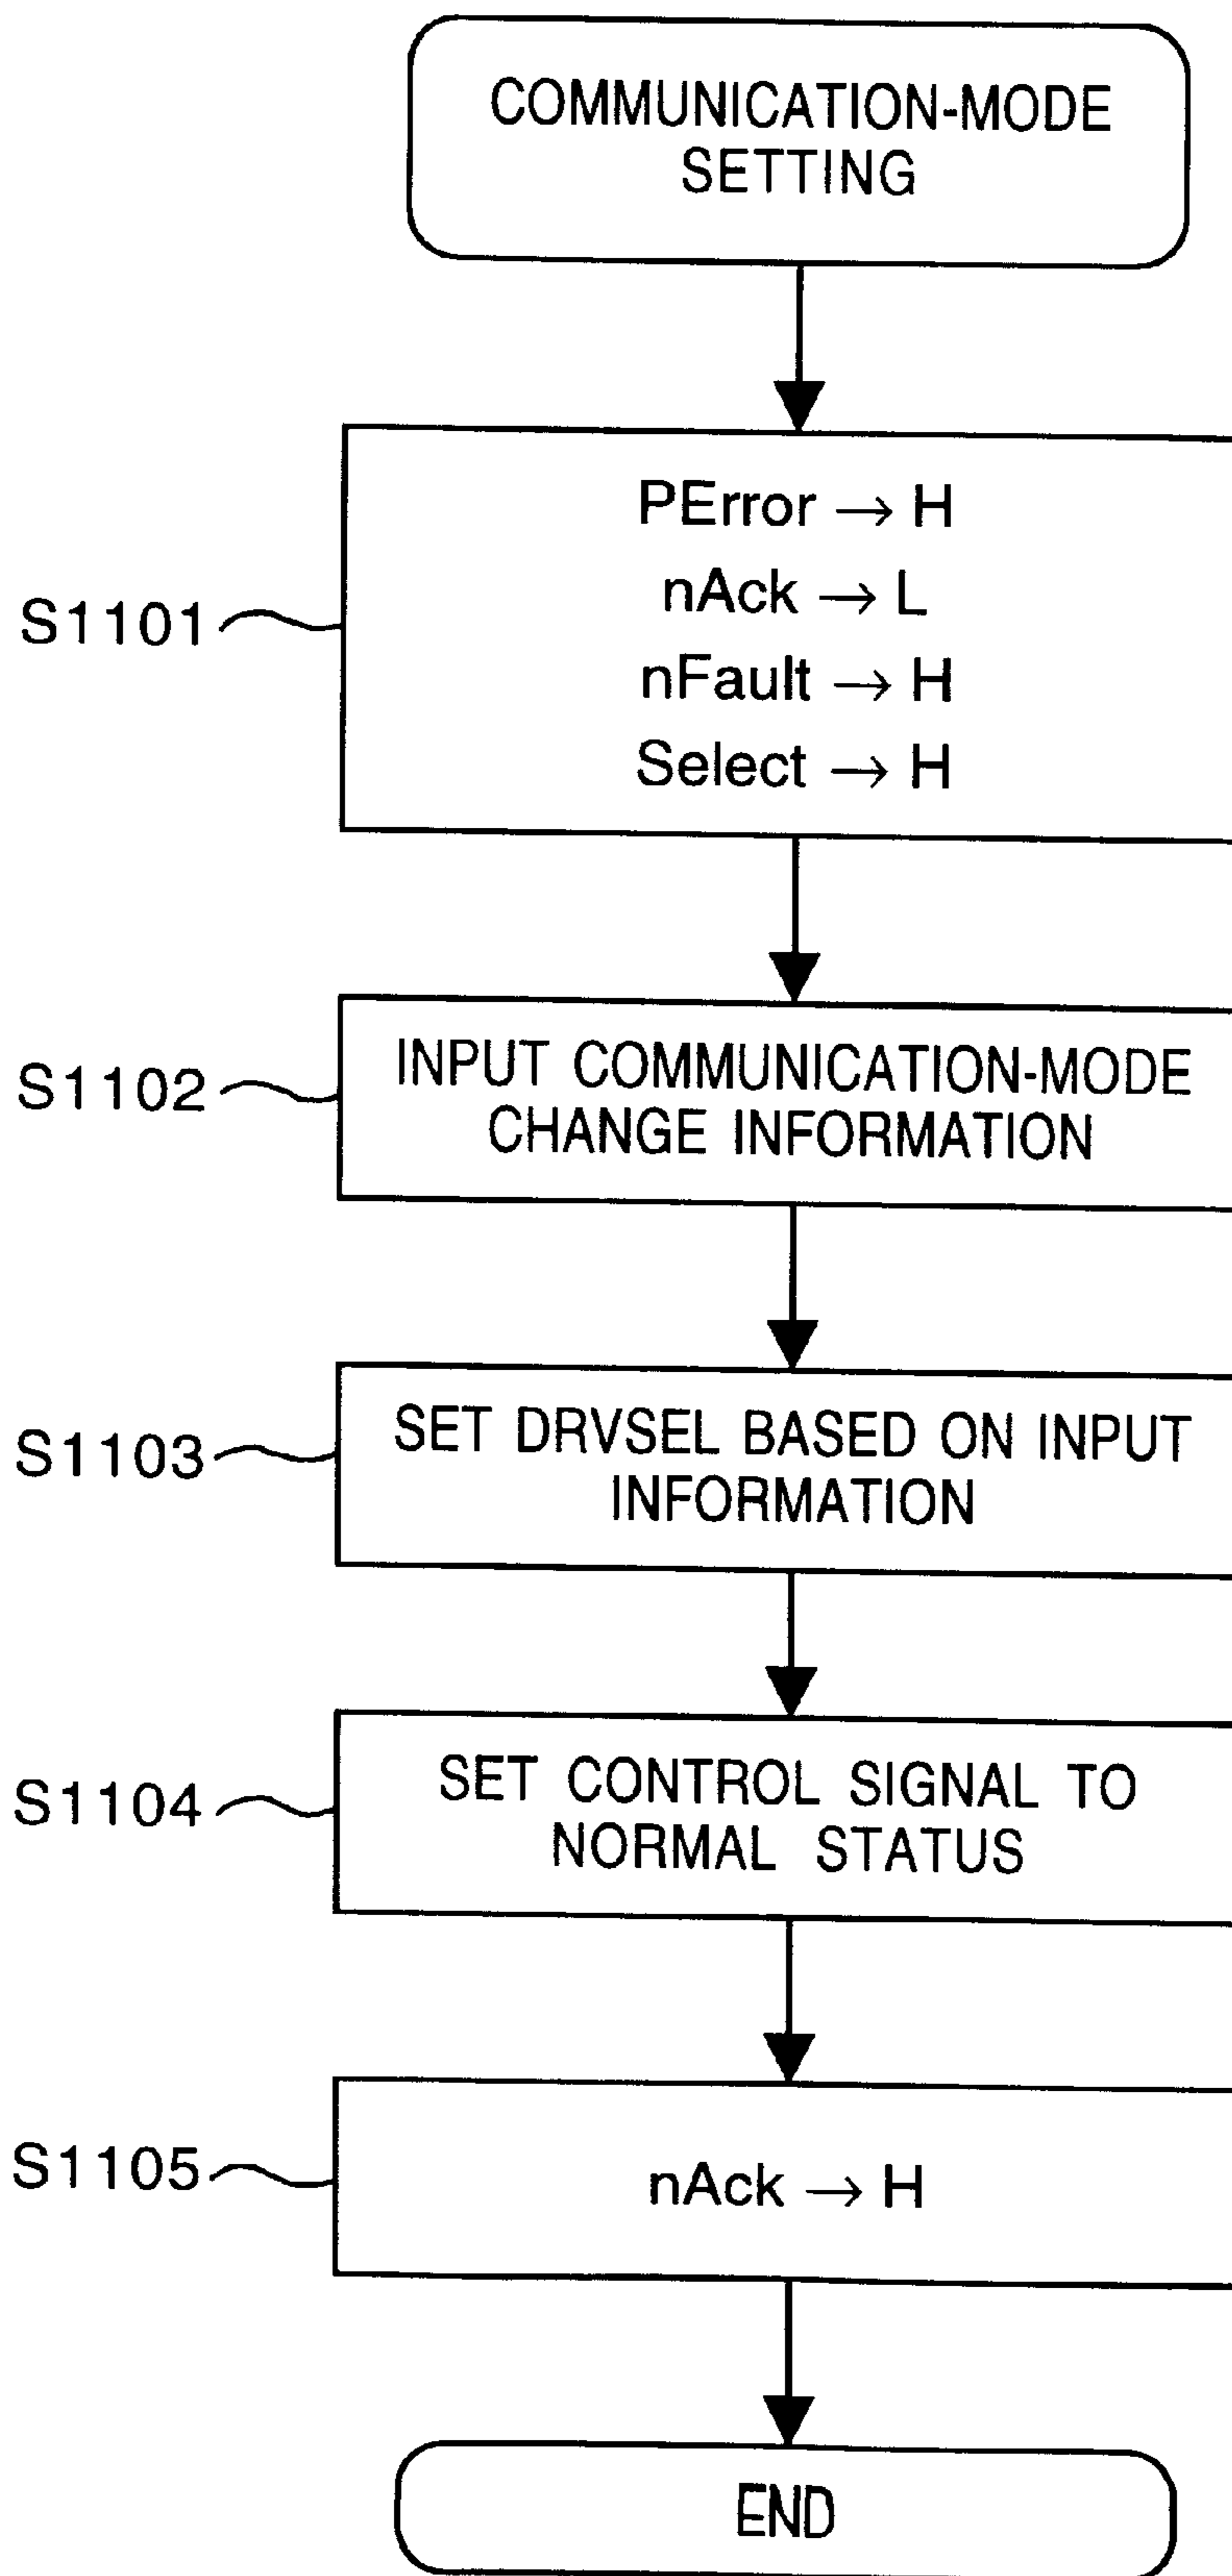 COMMUNICATION-MODE
SETTING
S1101
PError → H
nAck → L
nFault → H
Select → H
S1102
INPUT COMMUNICATION-MODE
CHANGE INFORMATION
S1103
SET DRVSEL BASED ON INPUT
INFORMATION
S1104
SET CONTROL SIGNAL TO
NORMAL STATUS
S1105
nAck → H
END